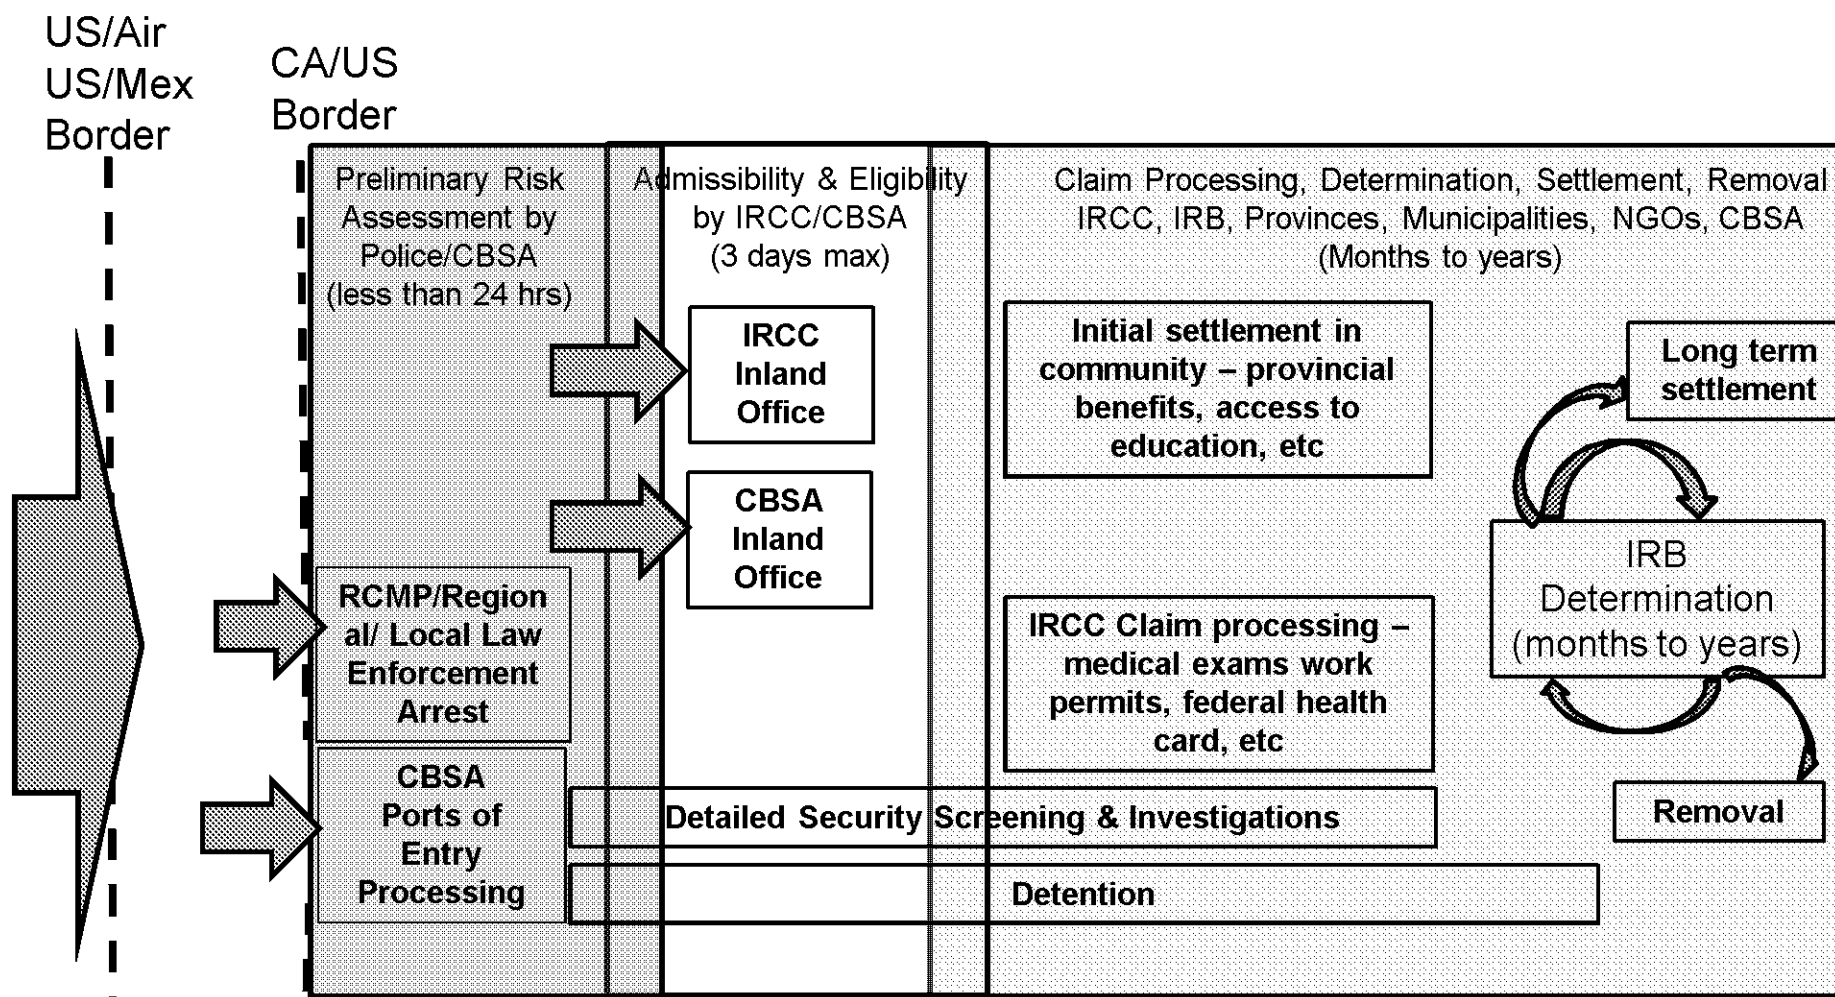 US/Air
US/Mex
Border
CA/US
Border
Preliminary Risk
Assessment by
Police/CBSA
(less than 24 hrs)
Admissibility & Eligibility
by IRCC/CBSA
(3 days max)
Claim Processing, Determination, Settlement, Removal
IRCC, IRB, Provinces, Municipalities, NGOs, CBSA
(Months to years)
IRCC
Inland
Office
CBSA
Inland
Office
Initial settlement in
community – provincial
benefits, access to
education, etc
Long term
settlement
RCMP/Region
al/ Local Law
Enforcement
Arrest
IRCC Claim processing –
medical exams work
permits, federal health
card, etc
IRB
Determination
(months to years)
CBSA
Ports of
Entry
Processing
Detailed Security Screening & Investigations
Removal
Detention